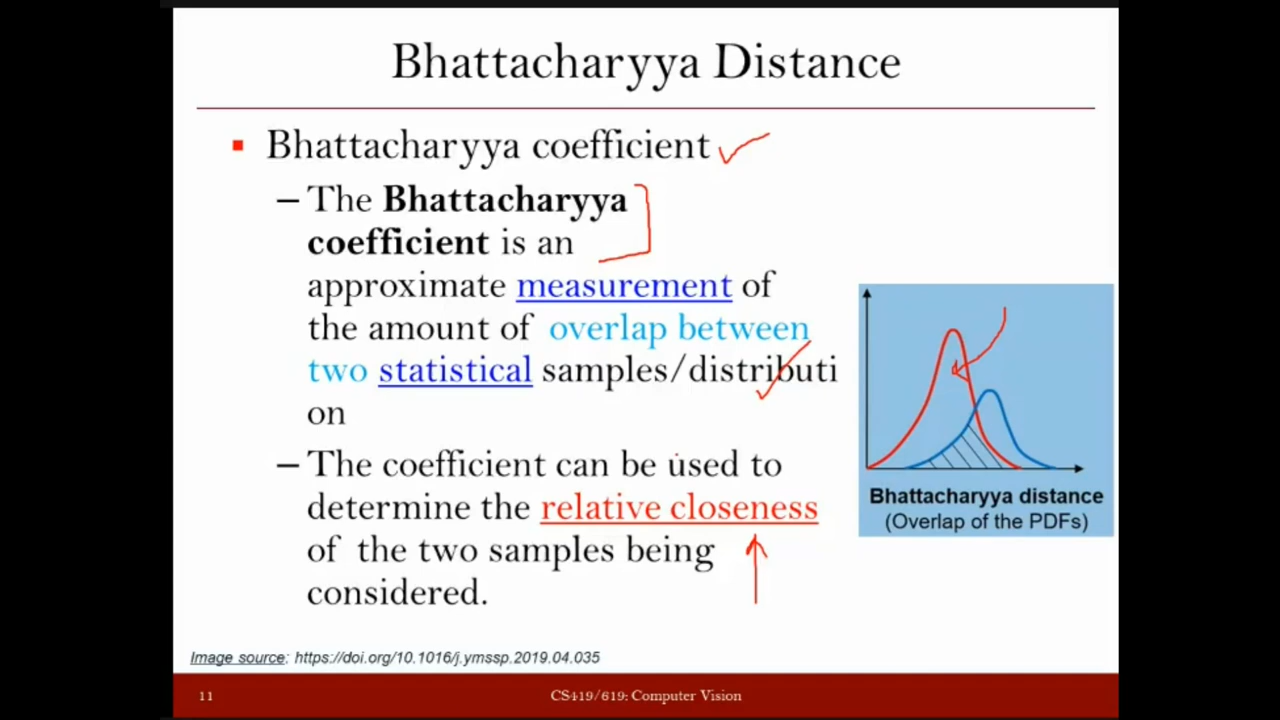 Bhattacharyya Distance
Bhattacharyya coefficient
– The Bhattacharyya
coefficient is an
approximate measurement of
the amount of overlap between
two statistical samples/distributi
on
– The coefficient can be used to
determine the relative closeness
of the two samples being
considered.
Bhattacharyya distance
(Overlap of the PDFs)
Image source: https://doi.org/10.1016/j.ymssp.2019.04.035
11
CS419/619: Computer Vision